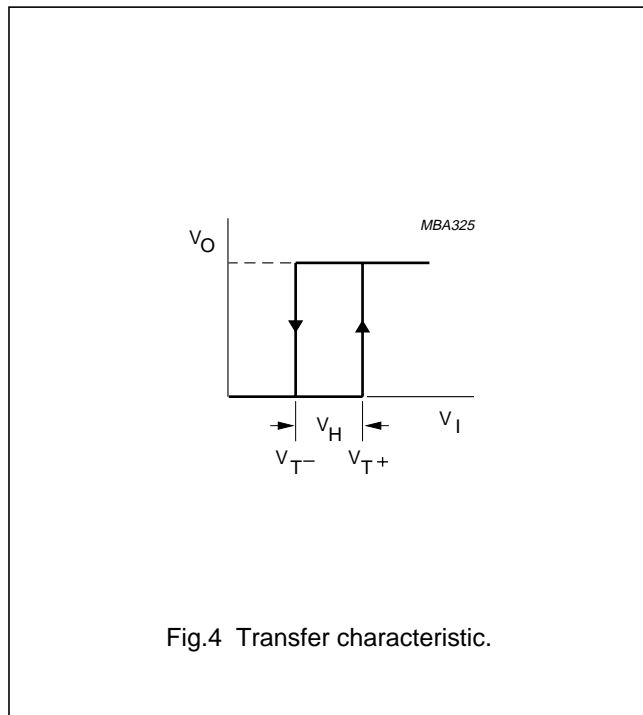 MBA325
VO
VH
VI
VT− VT+
Fig.4 Transfer characteristic.